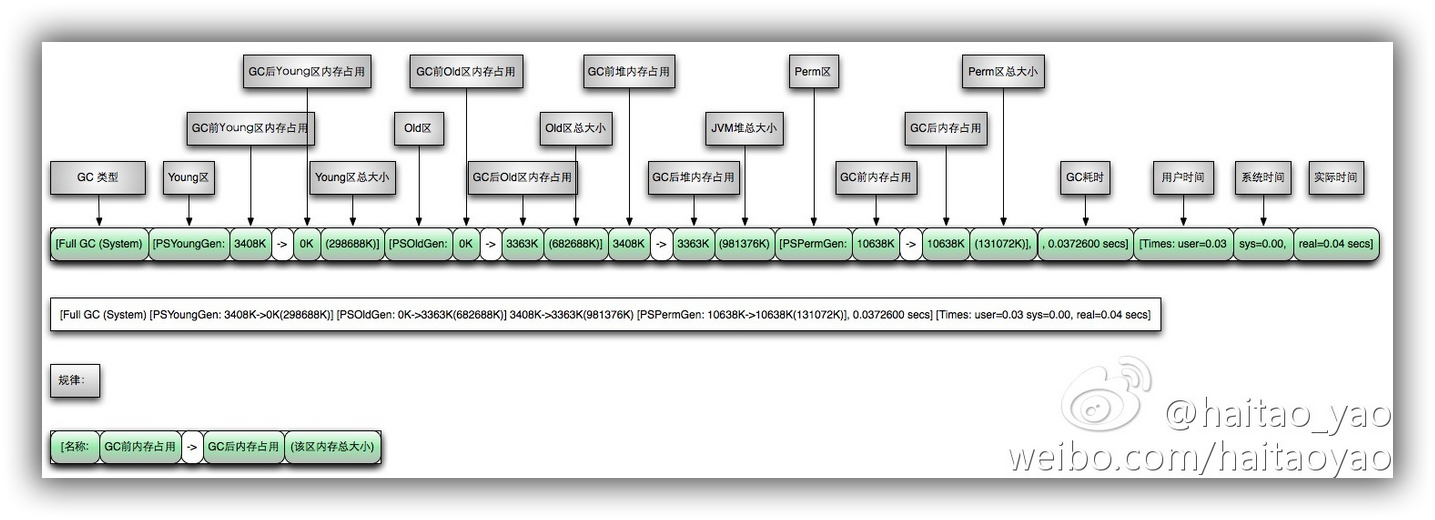 GC后Young区内存占用 GC前Old区内存占用 GC前堆内存占用 Perm区 Perm区总大小
GC前Young区内存占用 Old区 Old区总大小 JVM堆总大小 GC后内存占用
GC 类型 Young区 Young区总大小 GC后Old区内存占用 GC后堆内存占用 GC前内存占用 GC耗时 用户时间 系统时间 实际时间
[Full GC (System) [PSYoungGen: 3408K -> 0K (298688K)] [PSOldGen: 0K -> 3363K (682688K)] 3408K -> 3363K (981376K) [PSPermGen: 10638K -> 10638K (131072K)], , 0.0372600 secs] [Times: user=0.03 sys=0.00, real=0.04 secs]
[Full GC (System) [PSYoungGen: 3408K->0K(298688K)] [PSOldGen: 0K->3363K(682688K)] 3408K->3363K(981376K) [PSPermGen: 10638K->10638K(131072K)], 0.0372600 secs] [Times: user=0.03 sys=0.00, real=0.04 secs]
规律：
[名称: GC前内存占用 -> GC后内存占用 (该区内存总大小)
@haitao_yao
weibo.com/haitaoyao